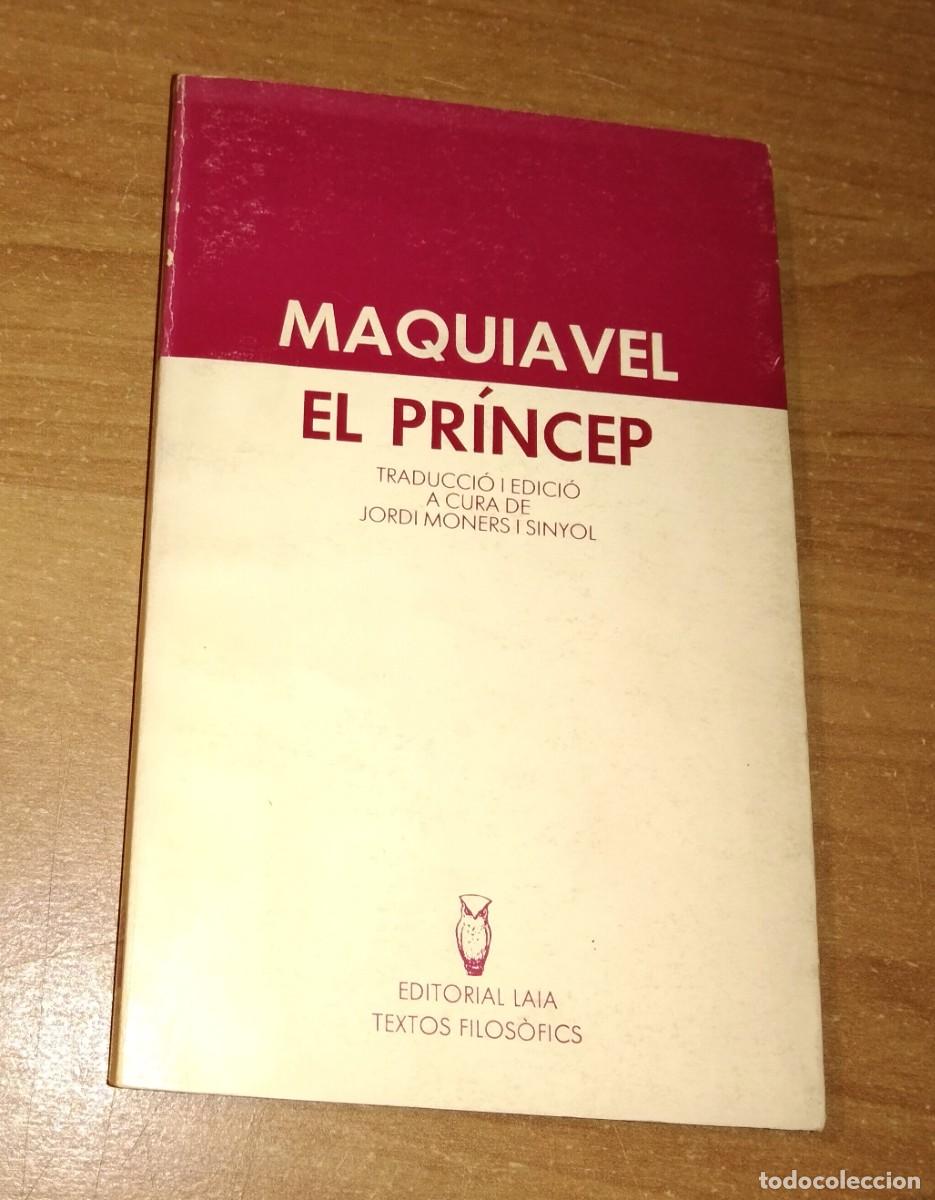 MAQUIAVEL
EL PRÍNCEP
TRADUCCIÓ I EDICIÓ
A CURA DE
JORDI MONERS I SINYOL
EDITORIAL LAIA
TEXTOS FILOSÒFICS
todocoleccion